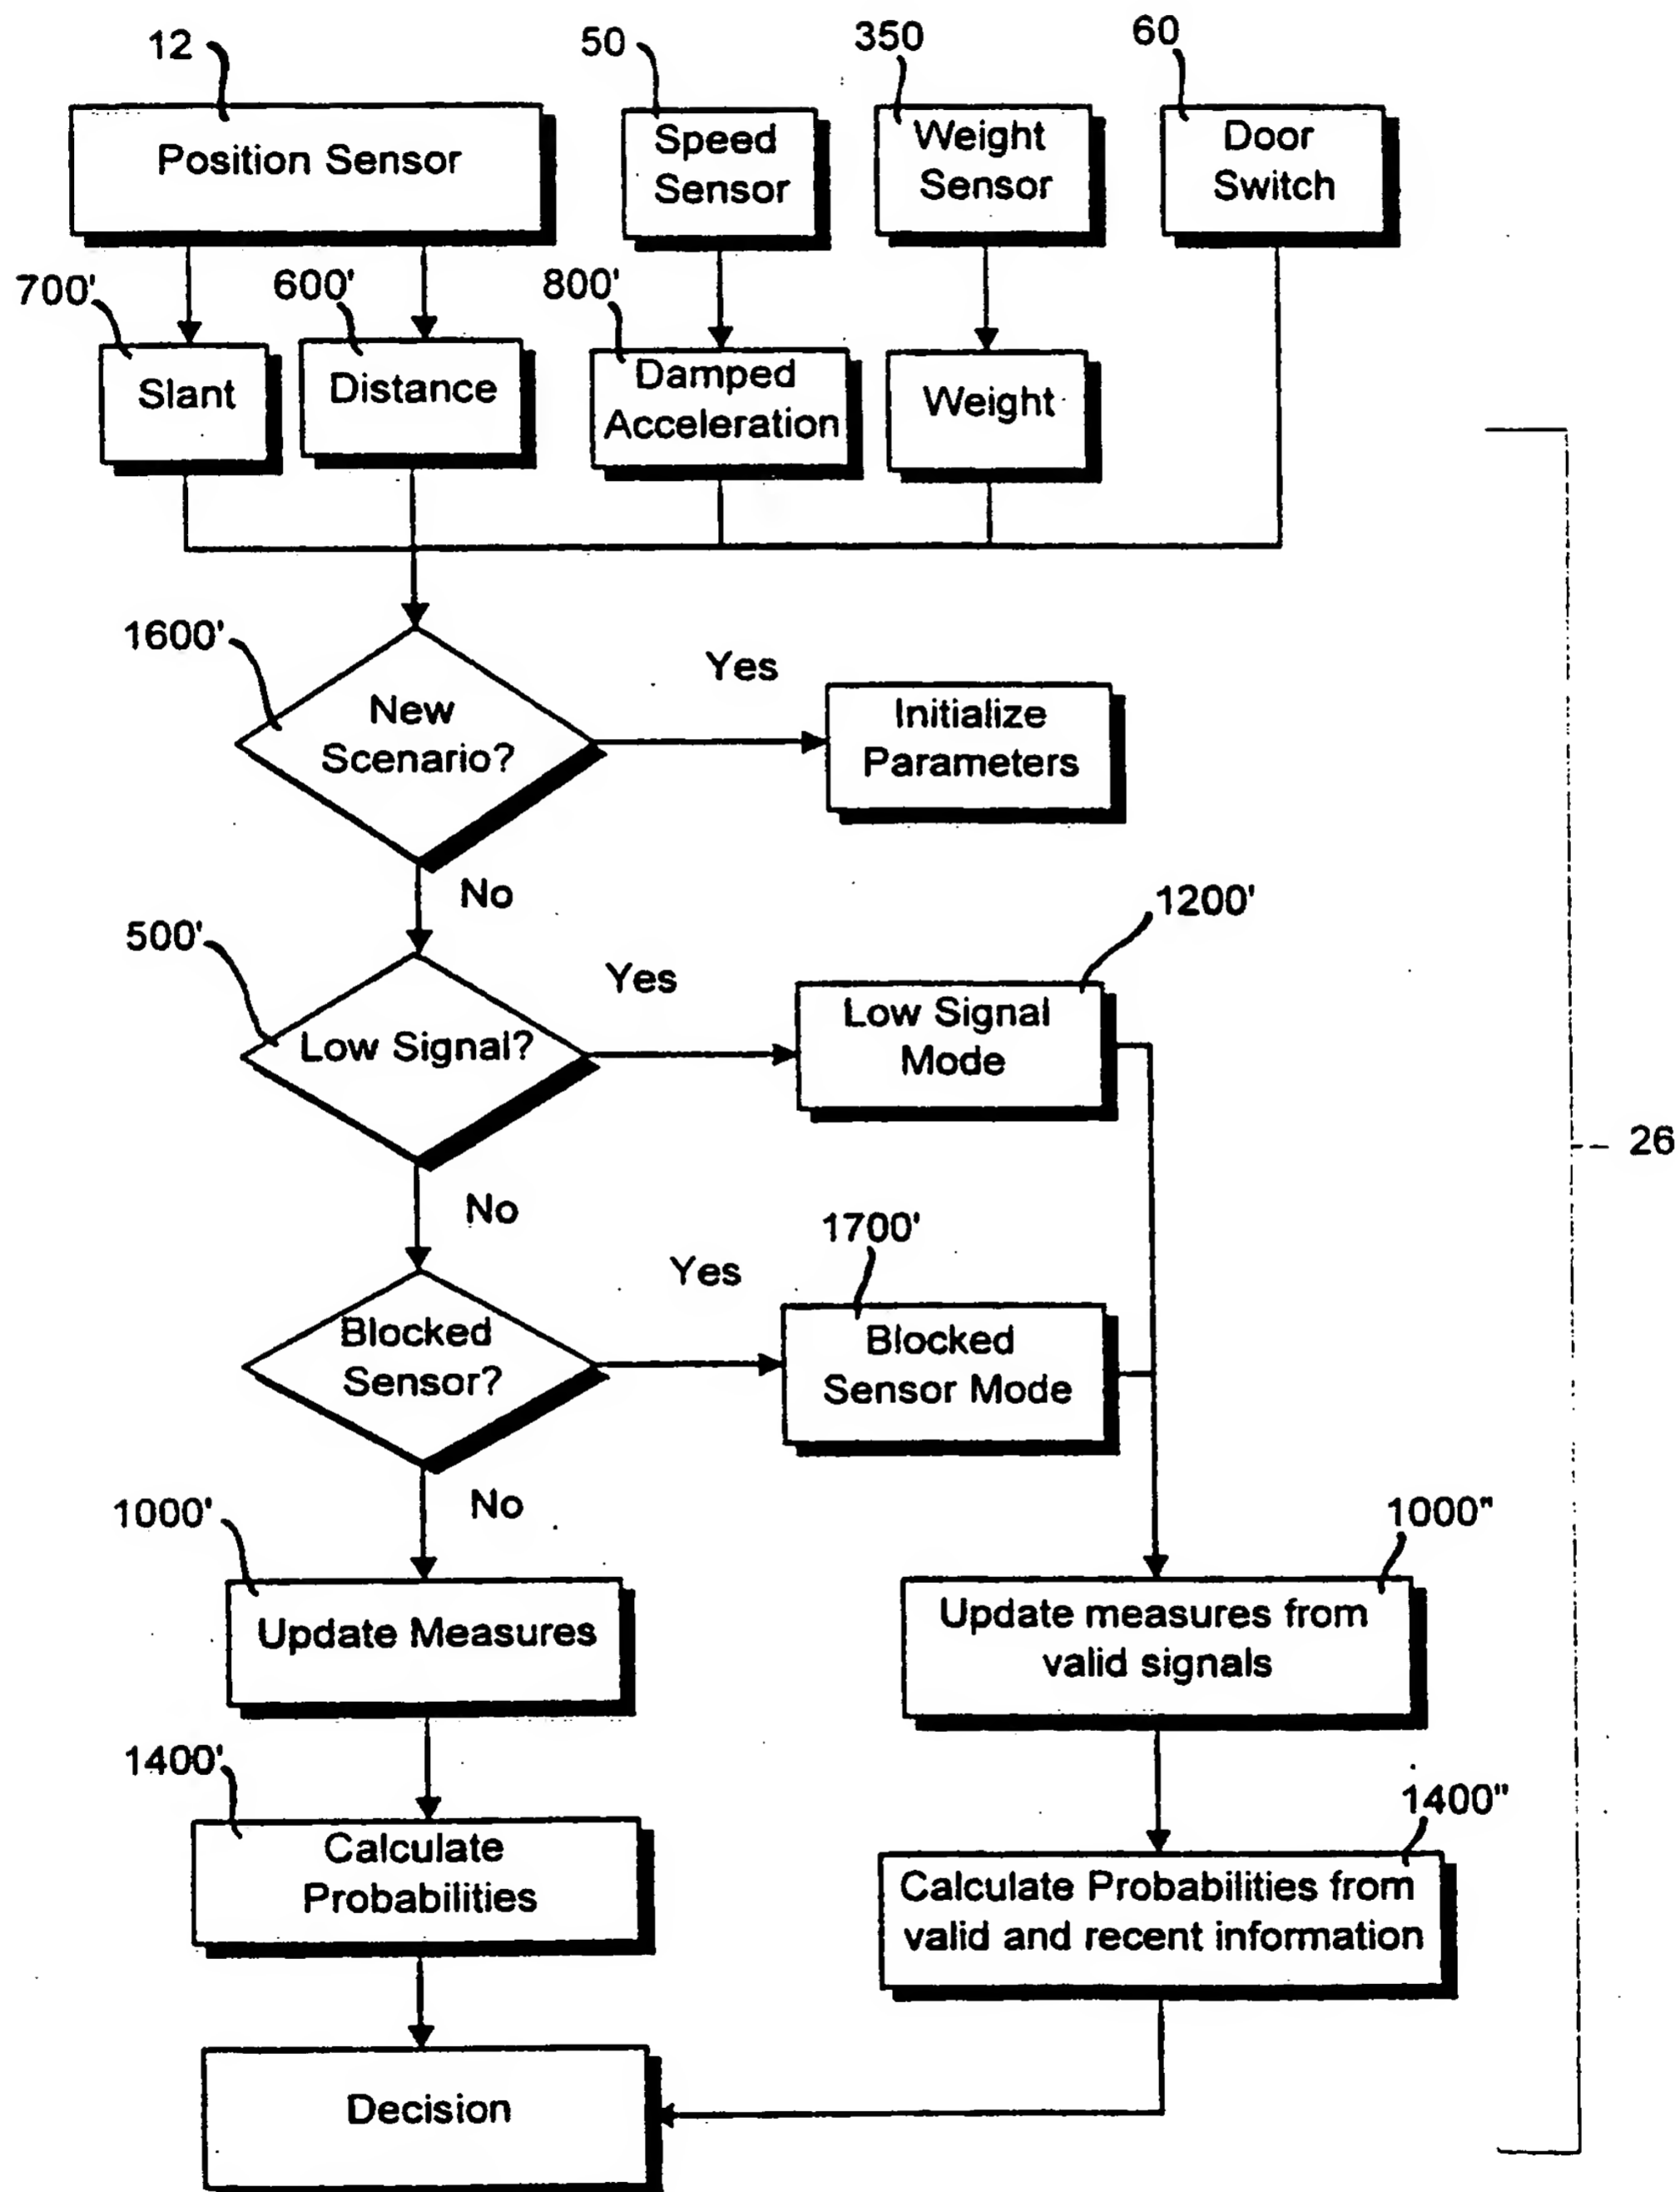 12
50
350
60
Position Sensor
Speed
Sensor
Weight
Sensor
Door
Switch
700'
600'
800'
Slant
Distance
Damped
Acceleration
Weight
1600'
New
Scenario?
Yes
Initialize
Parameters
No
500'
Low Signal?
Yes
1200'
Low Signal
Mode
26
No
Blocked
Sensor?
Yes
1700'
Blocked
Sensor Mode
No
1000'
Update Measures
1000"
Update measures from
valid signals
1400'
Calculate
Probabilities
1400"
Calculate Probabilities from
valid and recent information
Decision